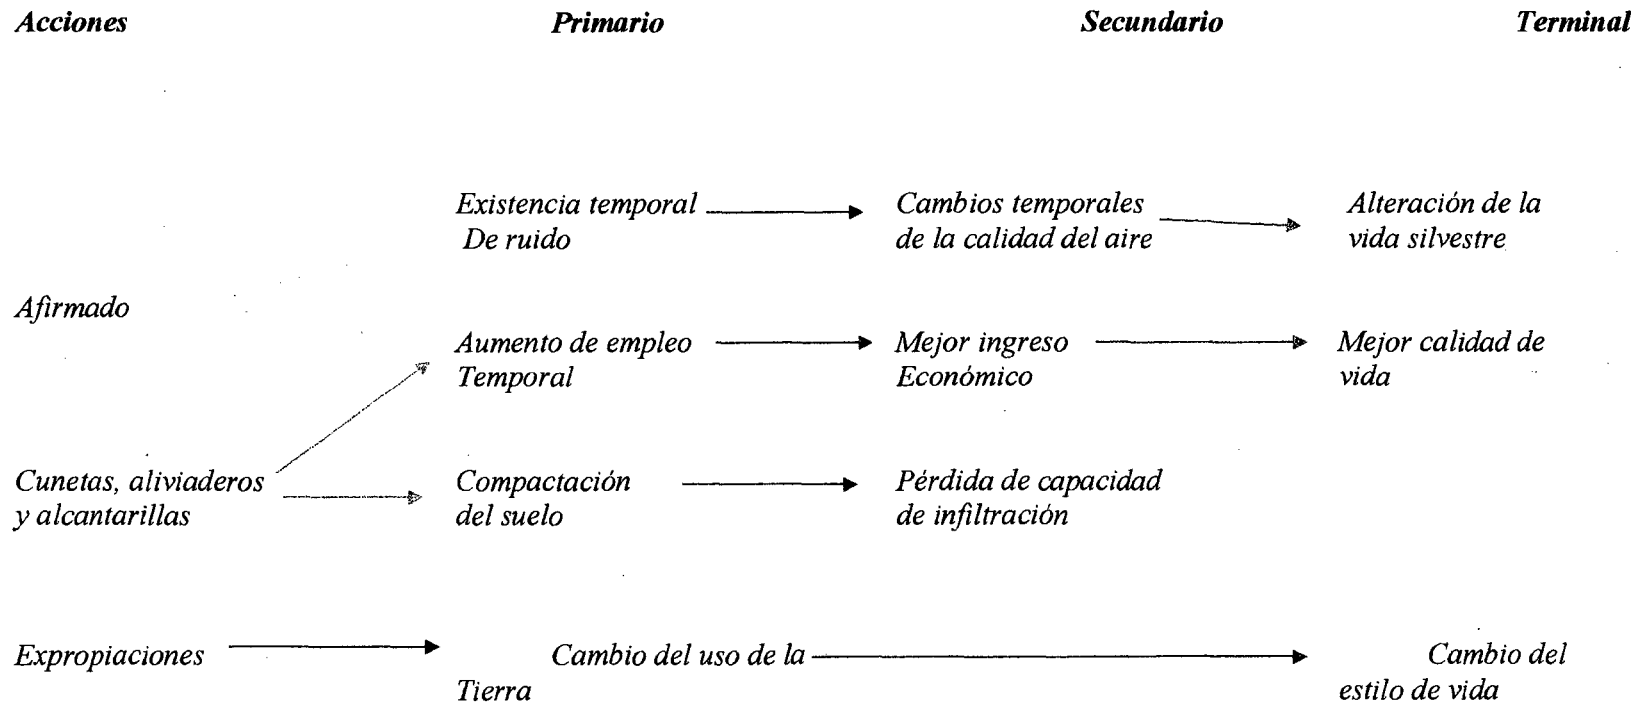 Acciones Primario Secundario Terminal
Existencia temporal Cambios temporales Alteración de la
De ruido de la calidad del aire vida silvestre
Afirmado
Aumento de empleo Mejor ingreso Mejor calidad de
Temporal Económico vida
Cunetas, aliviaderos Compactación Pérdida de capacidad
y alcantarillas del suelo de infiltración
Expropiaciones Cambio del uso de la Cambio del
Tierra estilo de vida